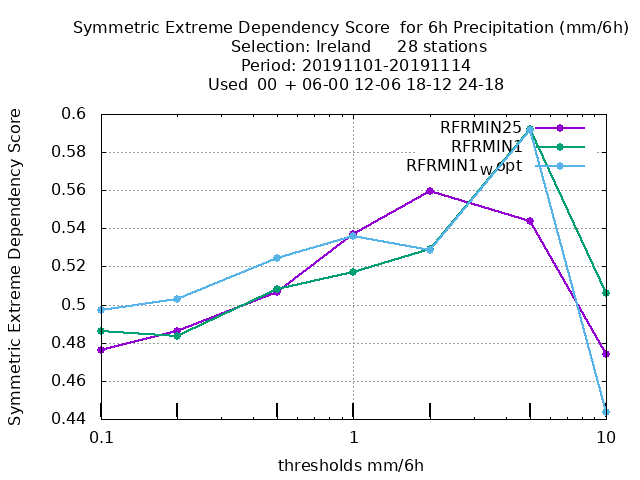 Symmetric Extreme Dependency Score  for 6h Precipitation (mm/6h)
Selection: Ireland     28 stations
Period: 20191101-20191114
Used  00 + 06-00 12-06 18-12 24-18
Symmetric Extreme Dependency Score
0.6
0.58
0.56
0.54
0.52
0.5
0.48
0.46
0.44
RFRMIN25
RFRMIN1
RFRMIN1wopt
0.1
1
10
thresholds mm/6h